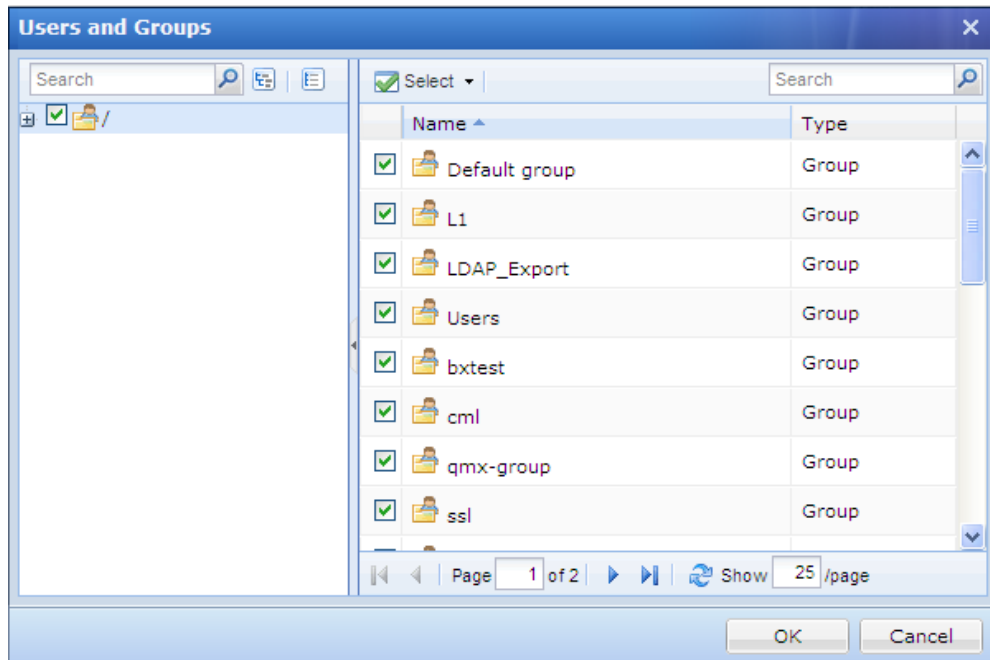 Users and Groups
Search
/
Select
Search
Name Type
Default group Group
L1 Group
LDAP_Export Group
Users Group
bxtest Group
cml Group
qmx-group Group
ssl Group
Page 1 of 2 Show 25 /page
OK Cancel